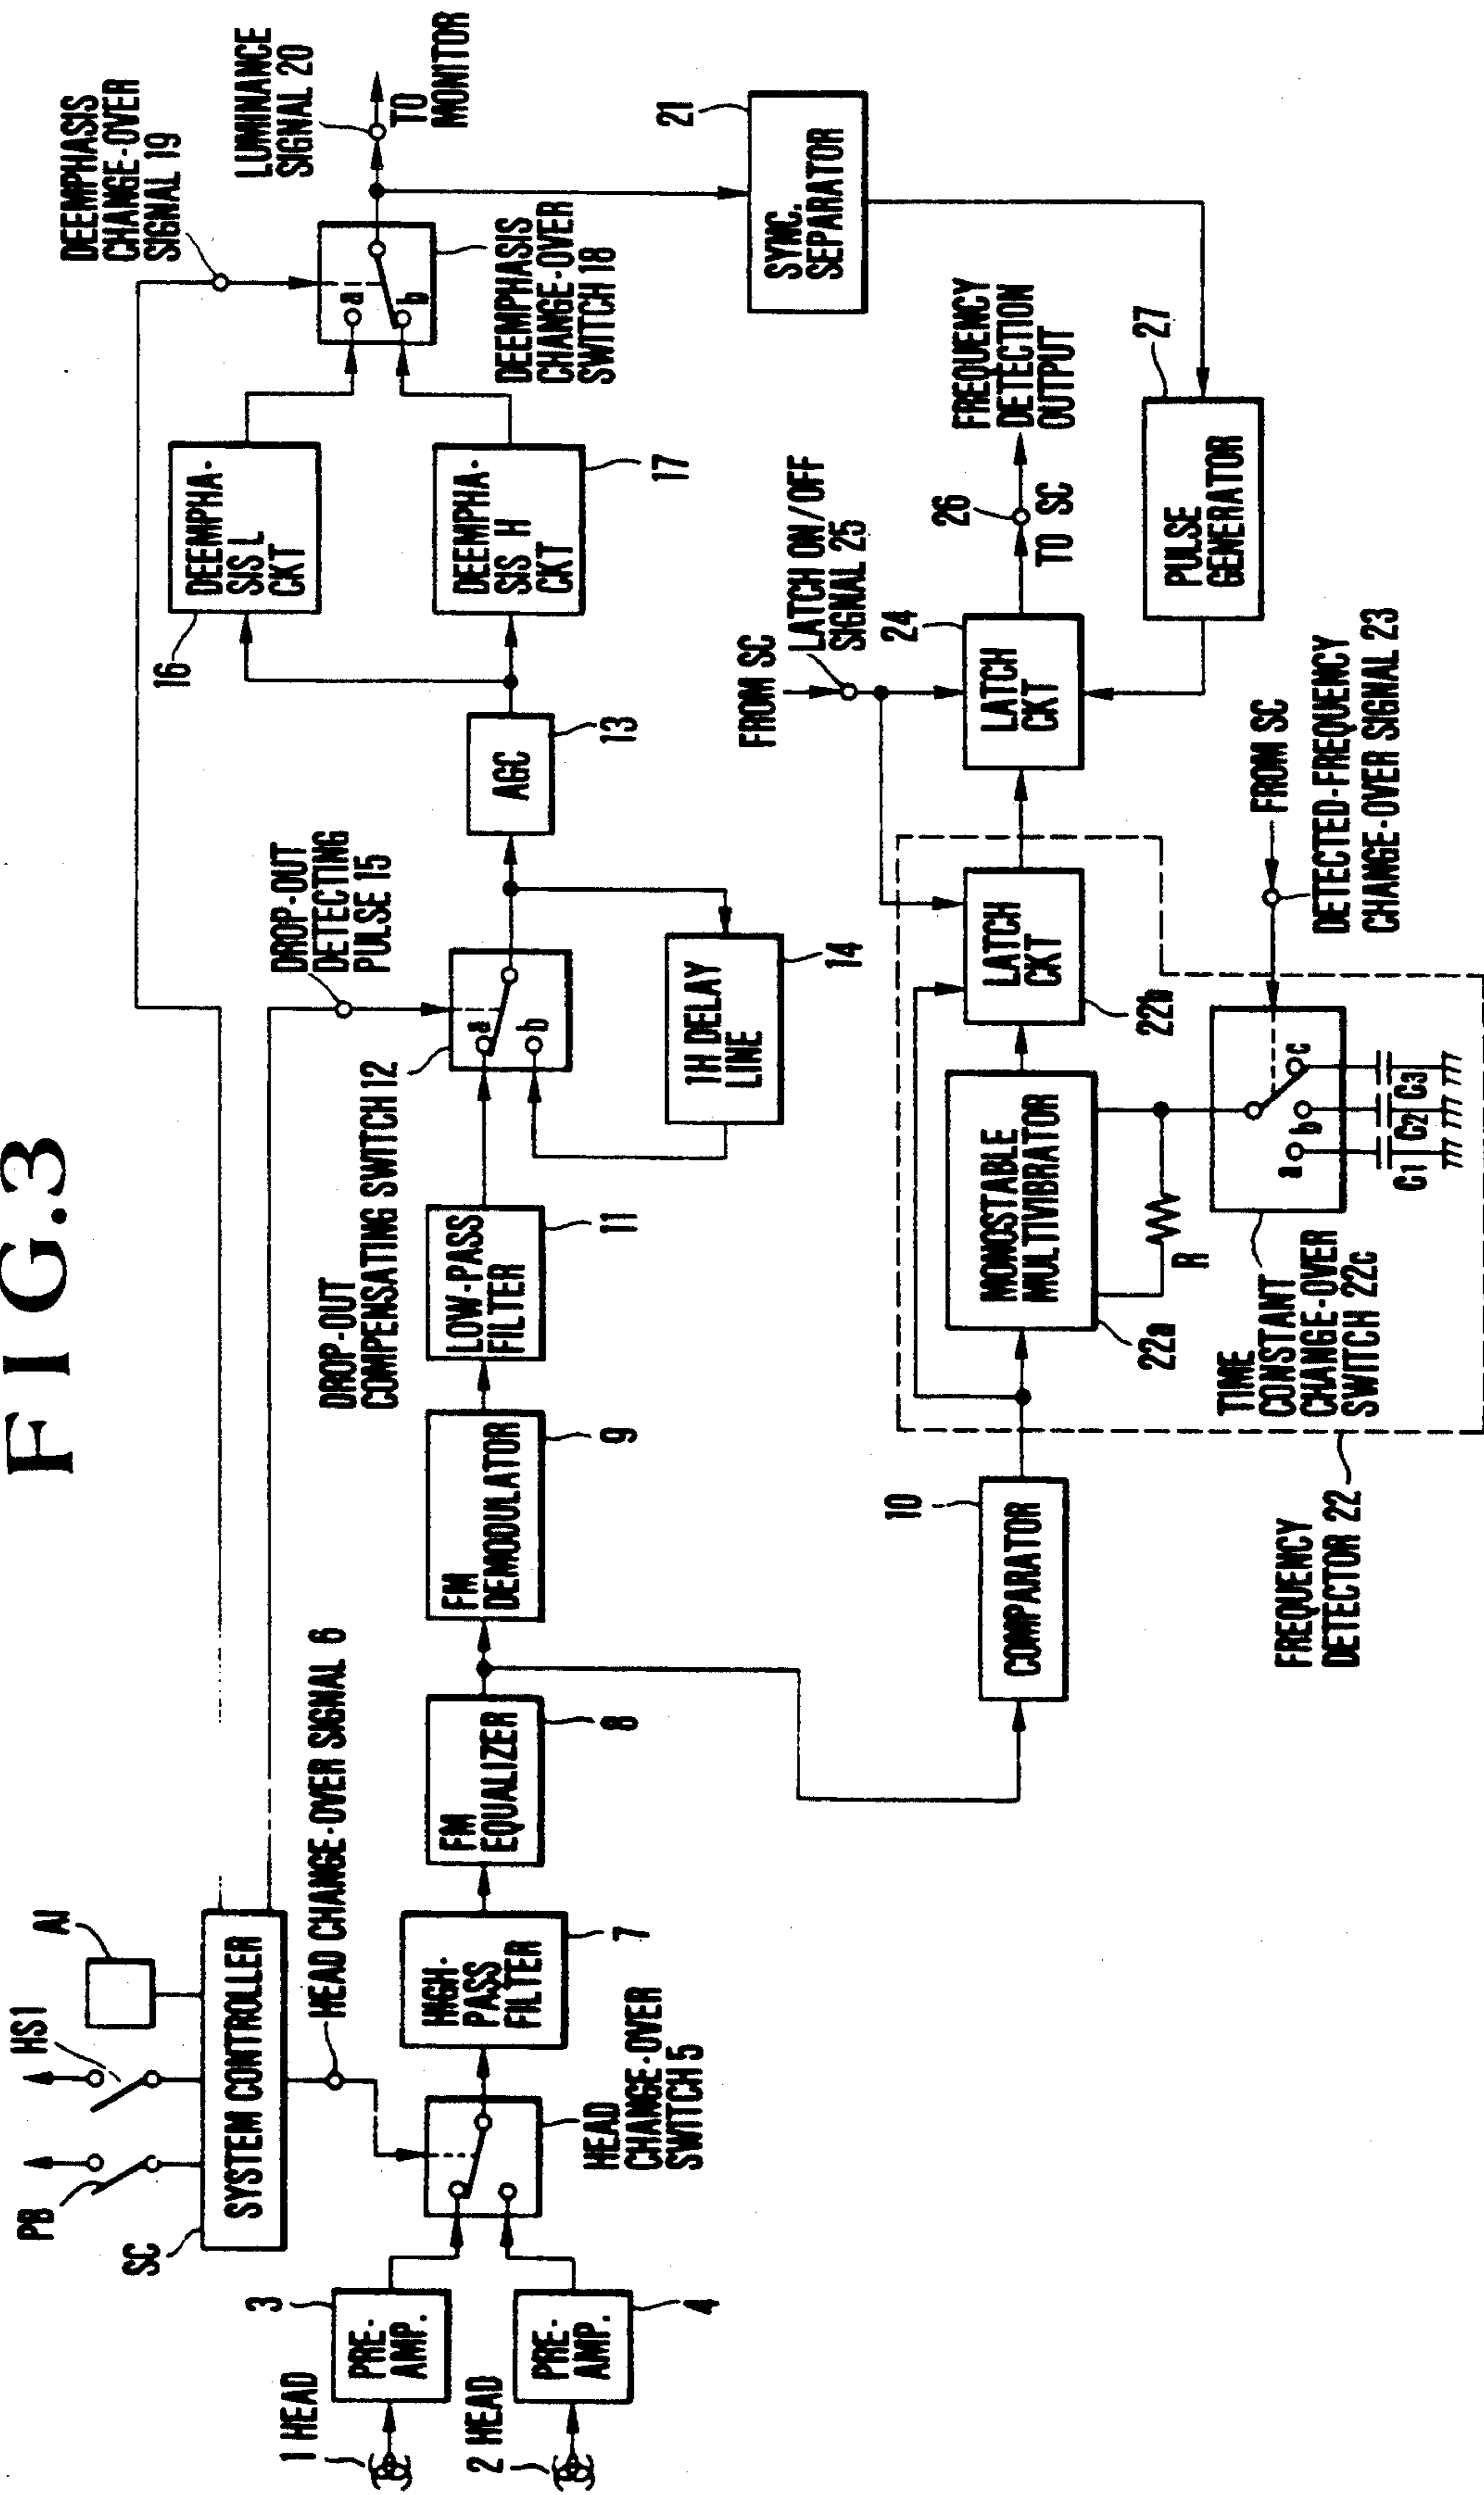 FIG.3
PB
HS1
AI
SC
SYSTEM CONTROLLER
HEAD CHANGE-OVER SIGNAL 6
1 HEAD
3
PRE-
AMP.
2 HEAD
PRE-
AMP.
4
HEAD
CHANGE-OVER
SWITCH 5
HIGH-
PASS
FILTER
7
FM
EQUALIZER
8
FM
DEMODULATOR
9
LOW-PASS
FILTER
11
DROP-OUT
COMPENSATING SWITCH 12
a
b
DROP-OUT
DETECTING
PULSE 15
1H DELAY
LINE
14
AGC
13
16
DEEMPHA-
SIS L
CKT
DEEMPHA-
SIS H
CKT
17
DEEMPHASIS
CHANGE-OVER
SIGNAL 19
a
b
DEEMPHASIS
CHANGE-OVER
SWITCH 18
LUMINANCE
SIGNAL 20
TO
MONITOR
21
SYNC.
SEPARATOR
10
COMPARATOR
FREQUENCY
DETECTOR 22
MONOSTABLE
MULTIVIBRATOR
22a
R
TIME
CONSTANT
CHANGE-OVER
SWITCH 22c
a
b
c
C1
C2
C3
LATCH
CKT
22b
FROM SC
LATCH ON/OFF
SIGNAL 25
24
LATCH
CKT
26
TO SC
FREQUENCY
DETECTION
OUTPUT
27
PULSE
GENERATOR
FROM SC
DETECTED-FREQUENCY
CHANGE-OVER SIGNAL 23